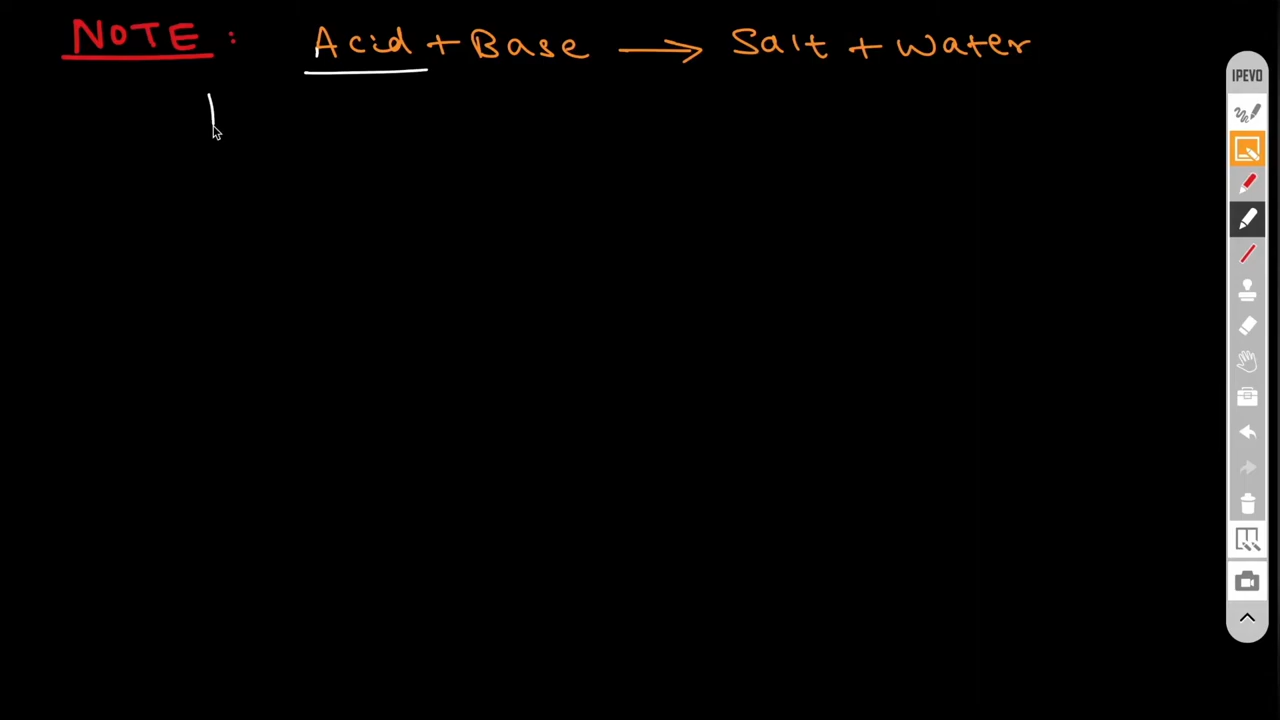 NOTE : Acid + Base ⟶ Salt + Water
IPEVO